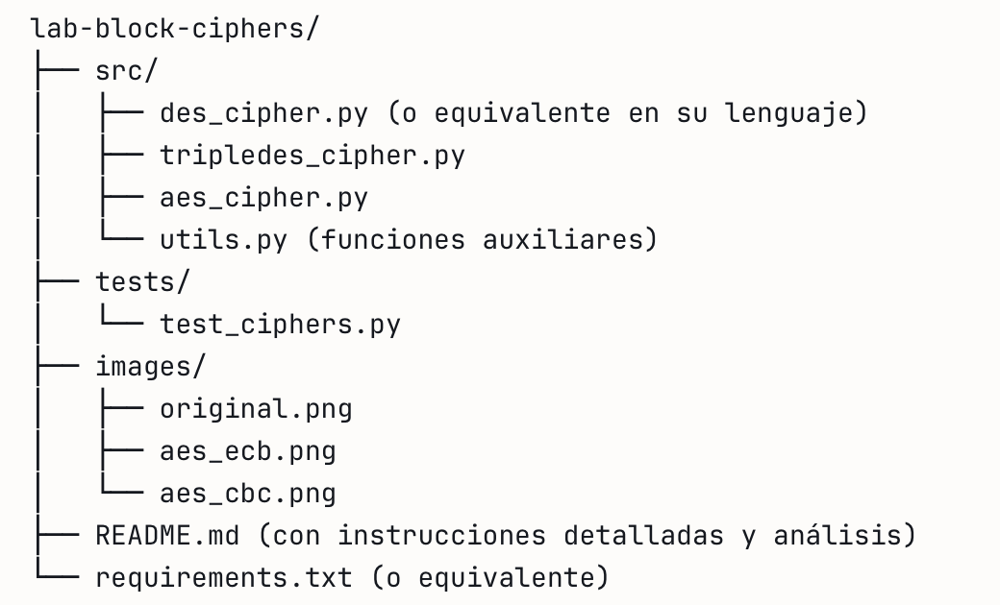 lab-block-ciphers/
├── src/
│   ├── des_cipher.py (o equivalente en su lenguaje)
│   ├── tripledes_cipher.py
│   ├── aes_cipher.py
│   └── utils.py (funciones auxiliares)
├── tests/
│   └── test_ciphers.py
├── images/
│   ├── original.png
│   ├── aes_ecb.png
│   └── aes_cbc.png
├── README.md (con instrucciones detalladas y análisis)
└── requirements.txt (o equivalente)